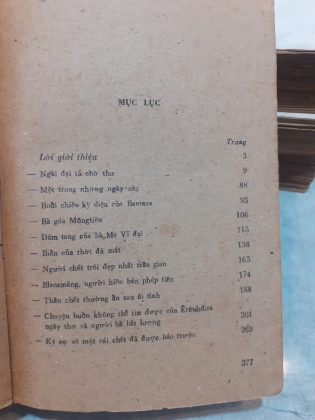 MỤC LỤC
Trang
Lời giới thiệu 3
— Ngài đại tá chờ thư 9
— Một trong những ngày này 88
— Buổi chiều kỳ diệu của Bantaxa 93
— Bà góa Môngtiên 106
— Đám tang của bà Mẹ Vĩ đại 115
— Biển của thời đã mất 138
— Người chết trôi đẹp nhất trần gian 165
— Blacamăng, người hiền bán phép tiên 174
— Thần chết thường ẩn sau ái tình 188
— Chuyện buồn không thể tin được của Êrênhđira
ngây thơ và người bà bất lương 201
— Ký sự về một cái chết đã được báo trước 269
377